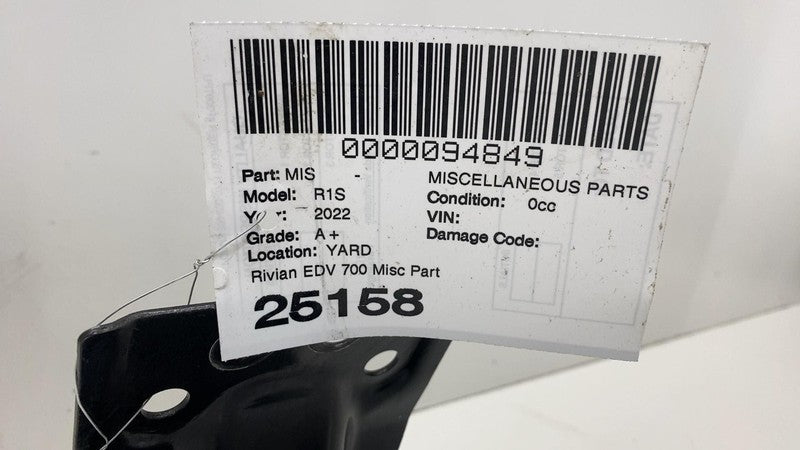 0000094849
Part: MIS - MISCELLANEOUS PARTS
Model: R1S Condition: 0cc
Year: 2022 VIN:
Grade: A+ Damage Code:
Location: YARD
Rivian EDV 700 Misc Part
25158